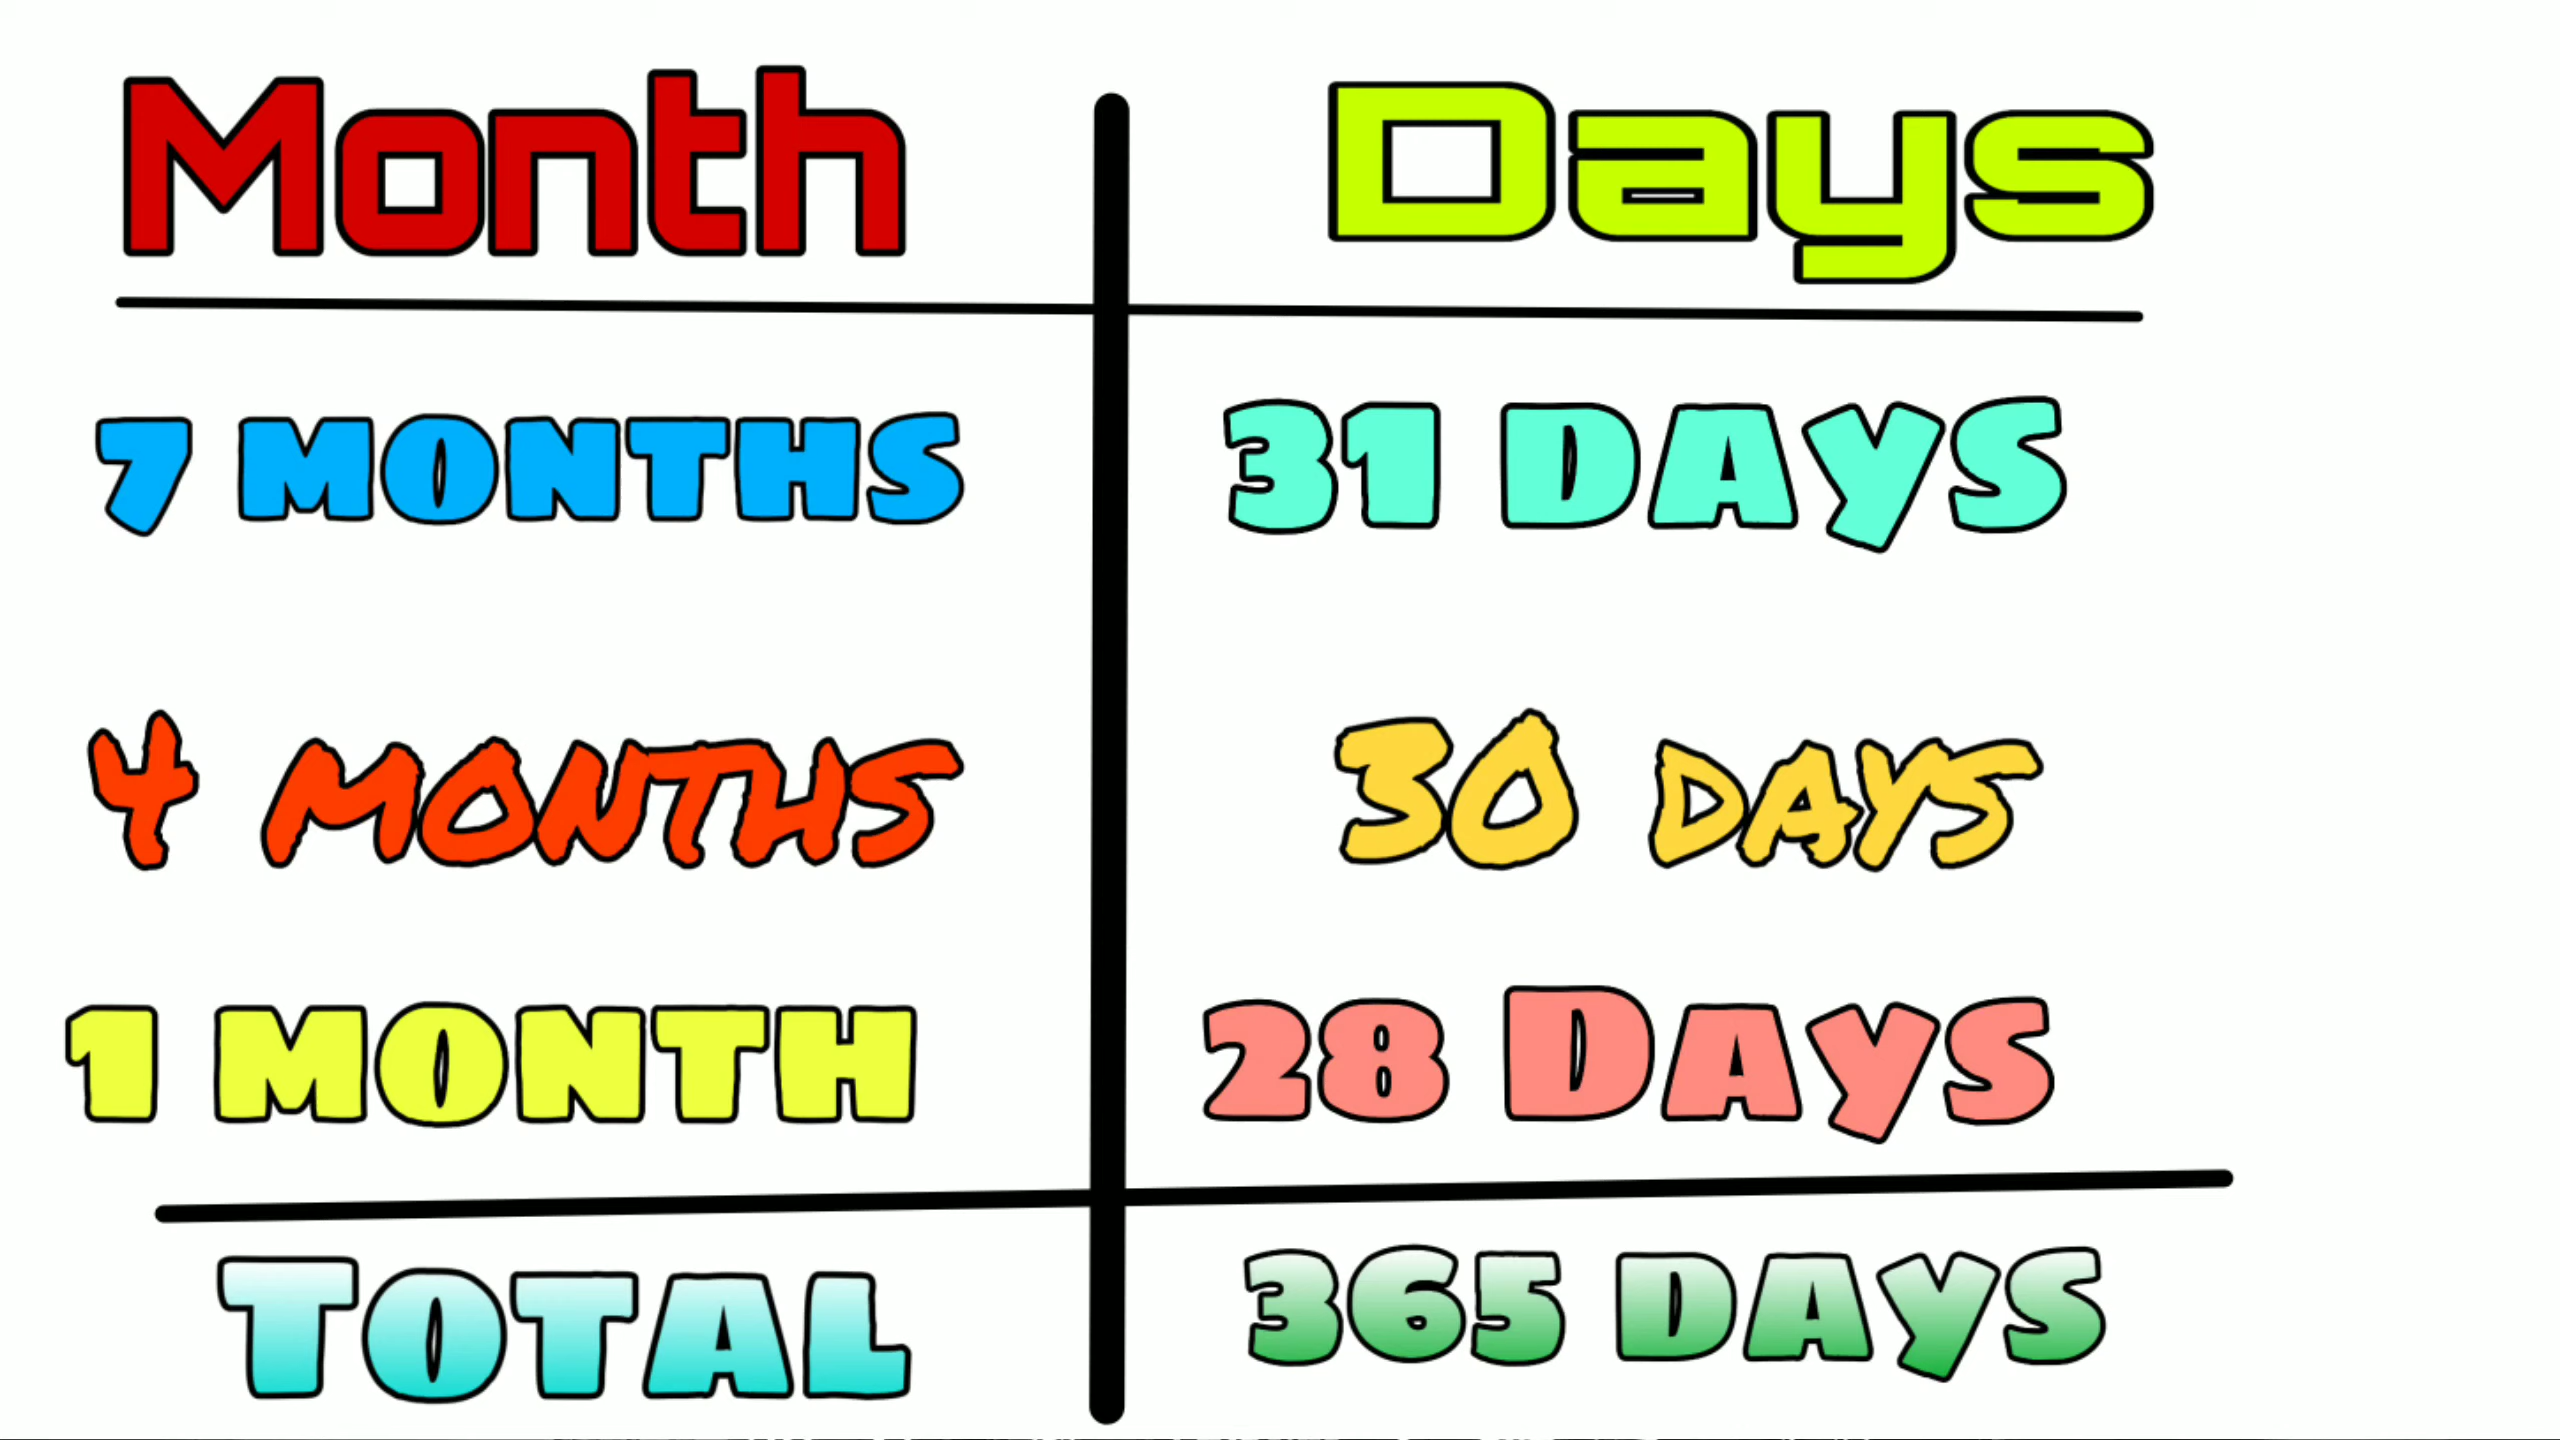 Month Days
7 MONTHS 31 DAYS
4 MONTHS 30 DAYS
1 MONTH 28 DAYS
TOTAL 365 DAYS